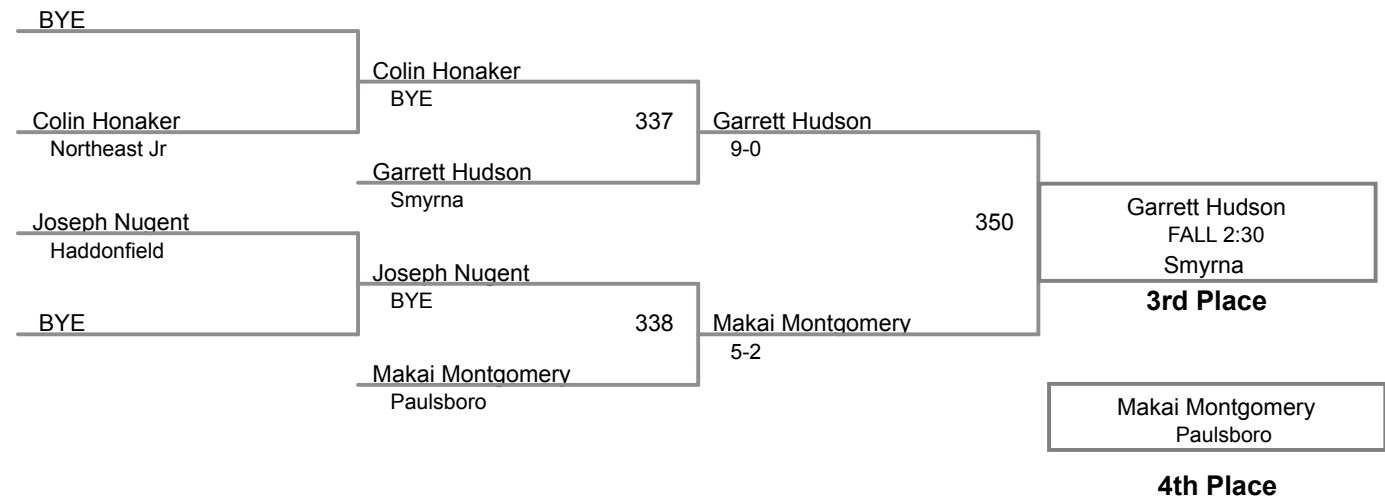 BYE
Colin Honaker
BYE
Colin Honaker
Northeast Jr
337
Garrett Hudson
9-0
Garrett Hudson
Smyrna
Joseph Nugent
Haddonfield
350
Garrett Hudson
FALL 2:30
Smyrna
3rd Place
Joseph Nugent
BYE
BYE
338
Makai Montgomery
5-2
Makai Montgomery
Paulsboro
Makai Montgomery
Paulsboro
4th Place